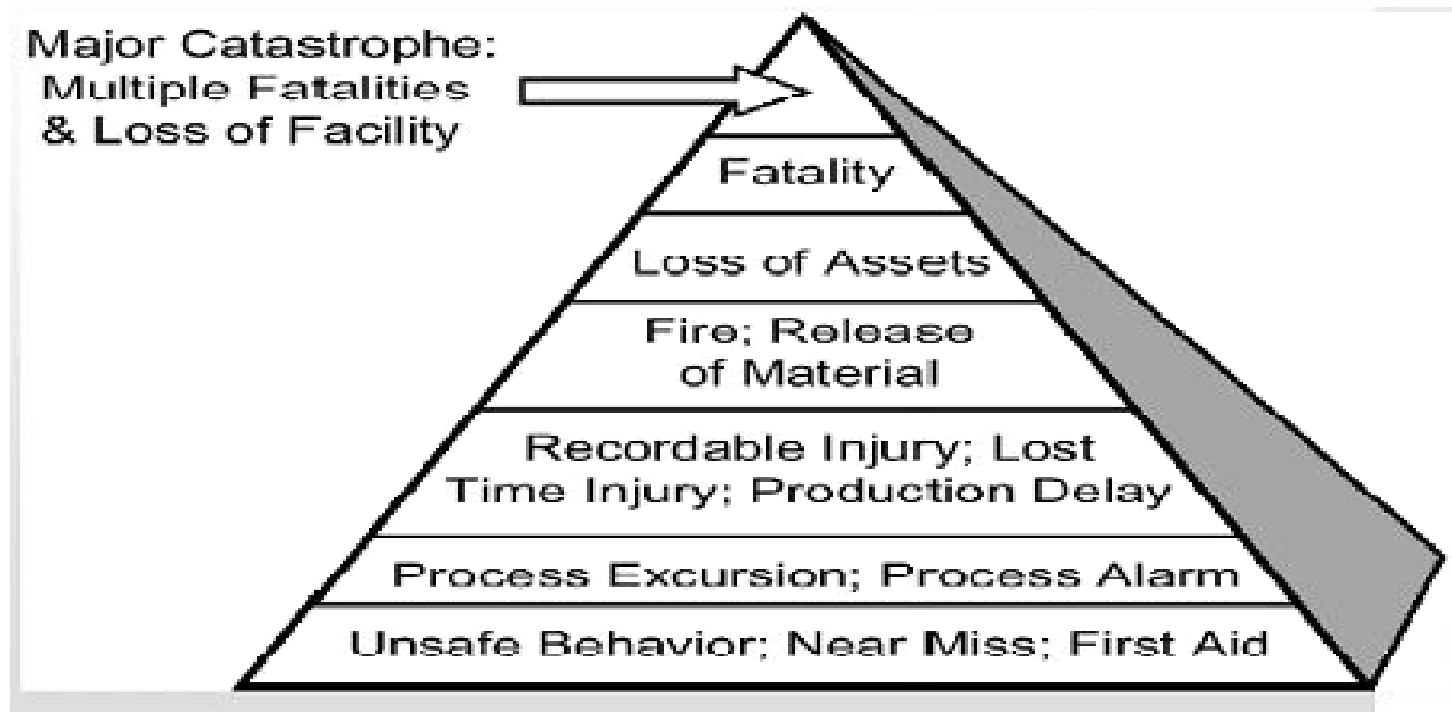 Major Catastrophe:
Multiple Fatalities
& Loss of Facility
Fatality
Loss of Assets
Fire; Release
of Material
Recordable Injury; Lost
Time Injury; Production Delay
Process Excursion; Process Alarm
Unsafe Behavior; Near Miss; First Aid